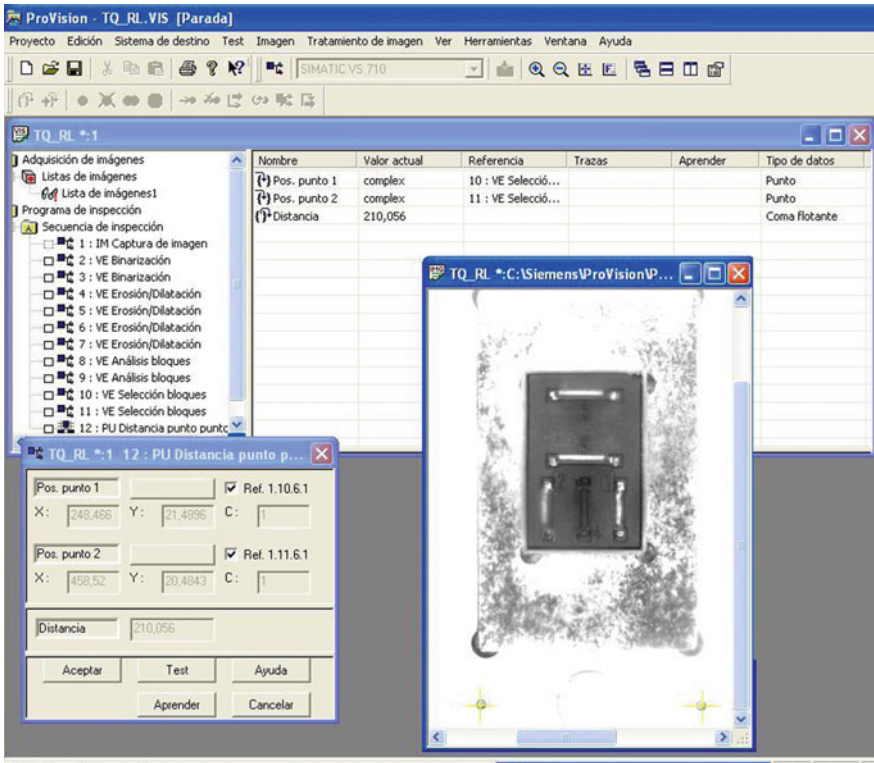 ProVision - TQ_RL.VIS [Parada]
Proyecto Edición Sistema de destino Test Imagen Tratamiento de imagen Ver Herramientas Ventana Ayuda
SIMATIC VS 710
TQ_RL *:1
Adquisición de imágenes
Listas de imágenes
Lista de imágenes1
Programa de inspección
Secuencia de inspección
1 : IM Captura de imagen
2 : VE Binarización
3 : VE Binarización
4 : VE Erosión/Dilatación
5 : VE Erosión/Dilatación
6 : VE Erosión/Dilatación
7 : VE Erosión/Dilatación
8 : VE Análisis bloques
9 : VE Análisis bloques
10 : VE Selección bloques
11 : VE Selección bloques
12 : PU Distancia punto punto
Nombre Valor actual Referencia Trazas Aprender Tipo de datos
Pos. punto 1 complex 10 : VE Selecció... Punto
Pos. punto 2 complex 11 : VE Selecció... Punto
Distancia 210,056 Coma flotante
TQ_RL *:C:\Siemens\ProVision\P...
TQ_RL *:1 12 : PU Distancia punto p...
Pos. punto 1 Ref. 1.10.6.1
X: 248,466 Y: 21,4896 C: 1
Pos. punto 2 Ref. 1.11.6.1
X: 458,52 Y: 20,4843 C: 1
Distancia 210,056
Aceptar Test Ayuda
Aprender Cancelar